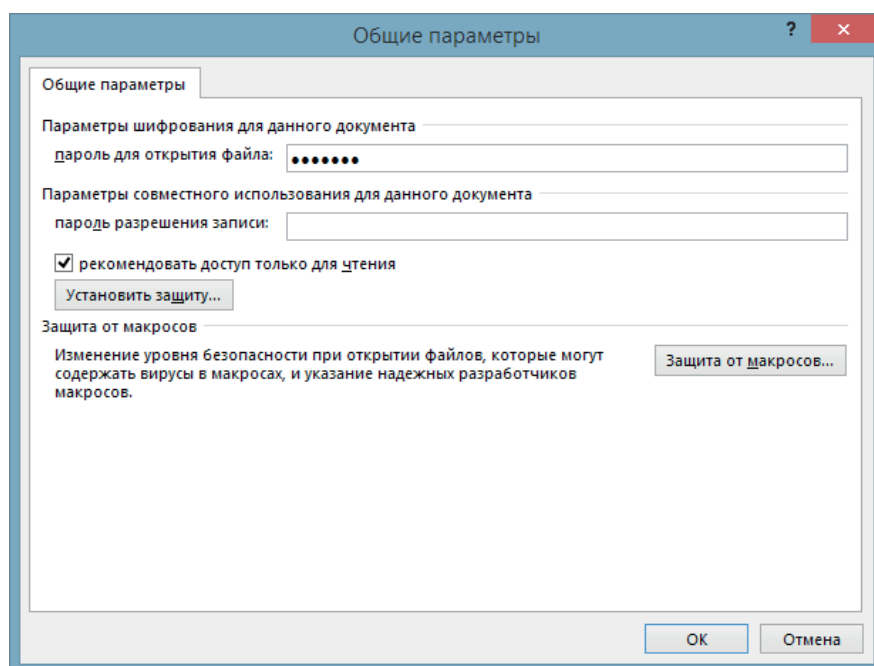 Общие параметры
?
×
Общие параметры
Параметры шифрования для данного документа
пароль для открытия файла: •••••••
Параметры совместного использования для данного документа
пароль разрешения записи:
рекомендовать доступ только для чтения
Установить защиту...
Защита от макросов
Изменение уровня безопасности при открытии файлов, которые могут
содержать вирусы в макросах, и указание надежных разработчиков
макросов.
Защита от макросов...
ОК
Отмена